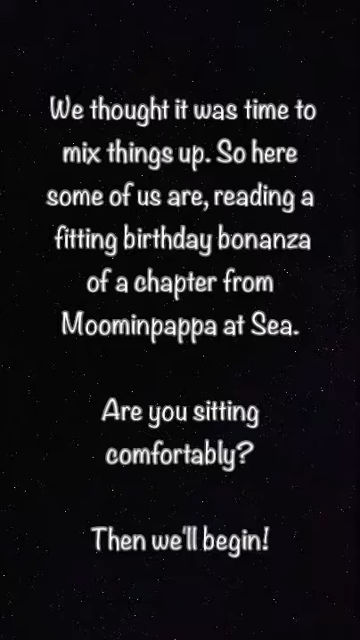 We thought it was time to
mix things up. So here
some of us are, reading a
fitting birthday bonanza
of a chapter from
Moominpappa at Sea.
Are you sitting
comfortably?
Then we'll begin!